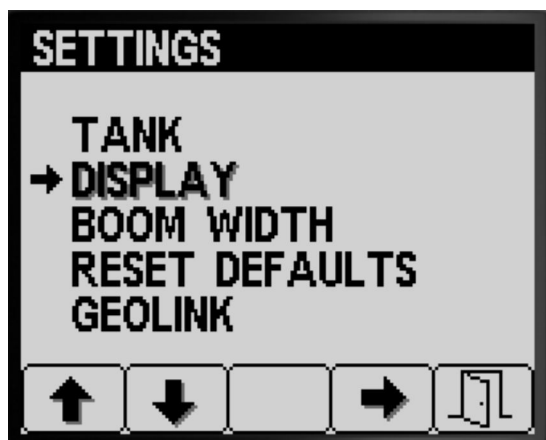 SETTINGS
TANK
DISPLAY
BOOM WIDTH
RESET DEFAULTS
GEOLINK